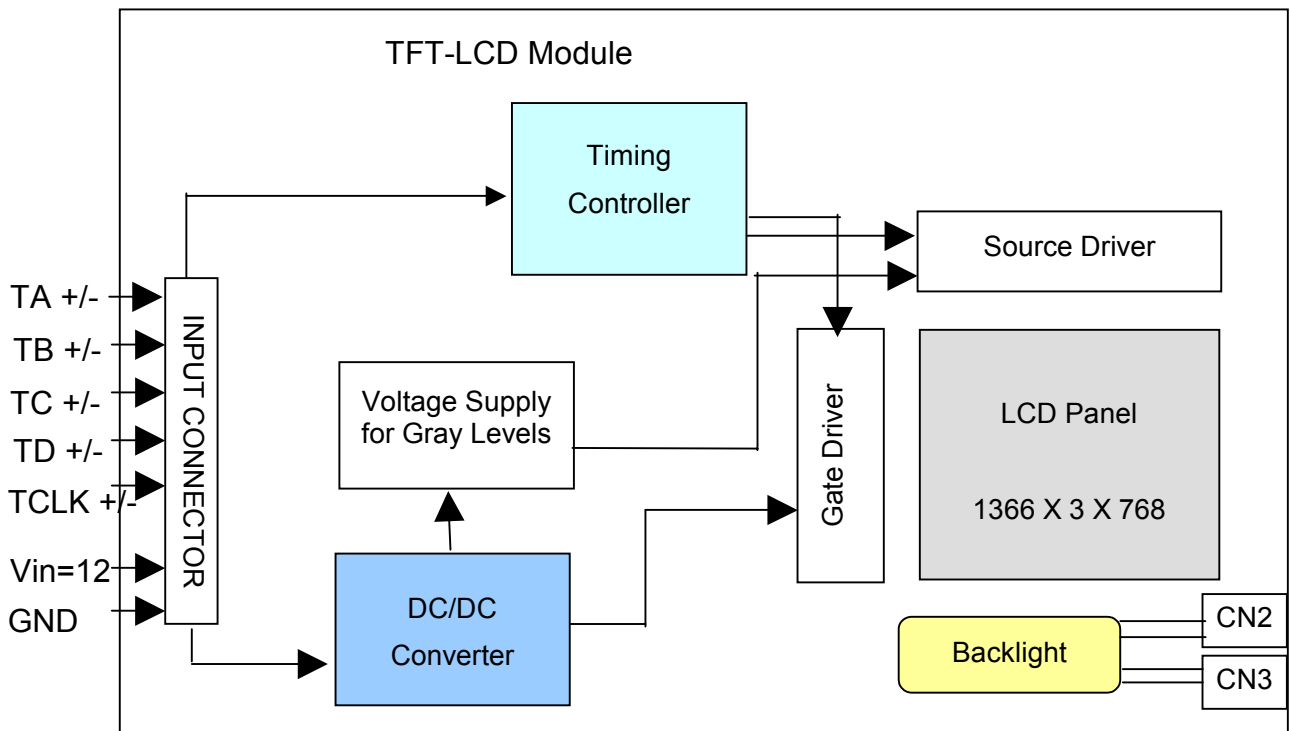 TFT-LCD Module
Timing
Controller
Source Driver
TA +/-
TB +/-
TC +/-
TD +/-
TCLK +/-
Vin=12
GND
INPUT CONNECTOR
Voltage Supply
for Gray Levels
Gate Driver
LCD Panel
1366 X 3 X 768
DC/DC
Converter
Backlight
CN2
CN3